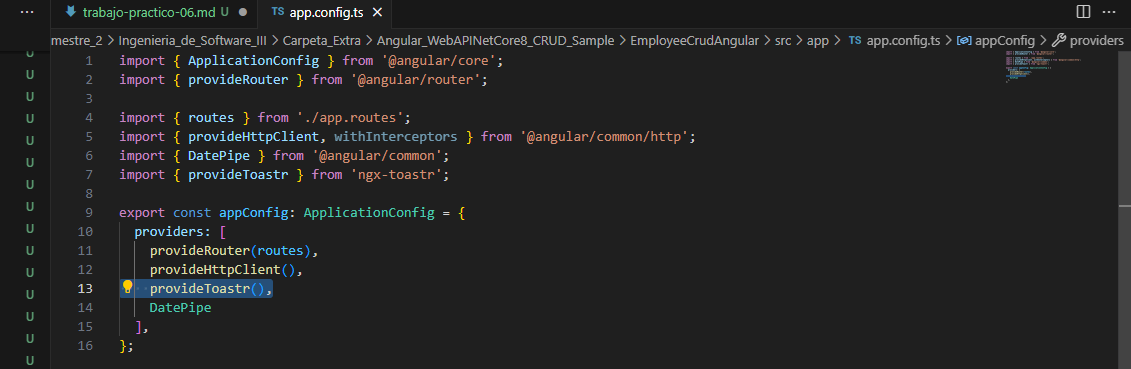 ··· trabajo-practico-06.md U ● TS app.config.ts × ···
mestre_2 > Ingenieria_de_Software_III > Carpeta_Extra > Angular_WebAPINetCore8_CRUD_Sample > EmployeeCrudAngular > src > app > TS app.config.ts > appConfig > providers
U 1 import { ApplicationConfig } from '@angular/core';
U 2 import { provideRouter } from '@angular/router';
U 3
U 4 import { routes } from './app.routes';
U 5 import { provideHttpClient, withInterceptors } from '@angular/common/http';
U 6 import { DatePipe } from '@angular/common';
U 7 import { provideToastr } from 'ngx-toastr';
U 8
U 9 export const appConfig: ApplicationConfig = {
U 10 providers: [
U 11 provideRouter(routes),
U 12 provideHttpClient(),
U 13 provideToastr(),
U 14 DatePipe
U 15 ],
16 };